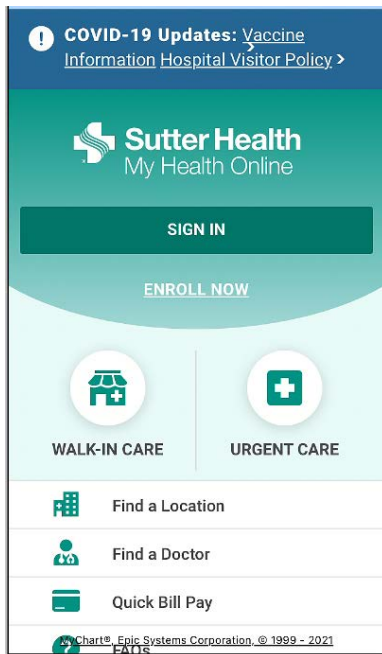 COVID-19 Updates: Vaccine
Information Hospital Visitor Policy >
Sutter Health
My Health Online
SIGN IN
ENROLL NOW
WALK-IN CARE
URGENT CARE
Find a Location
Find a Doctor
Quick Bill Pay
MyChart®, Epic Systems Corporation, © 1999 - 2021
FAQs